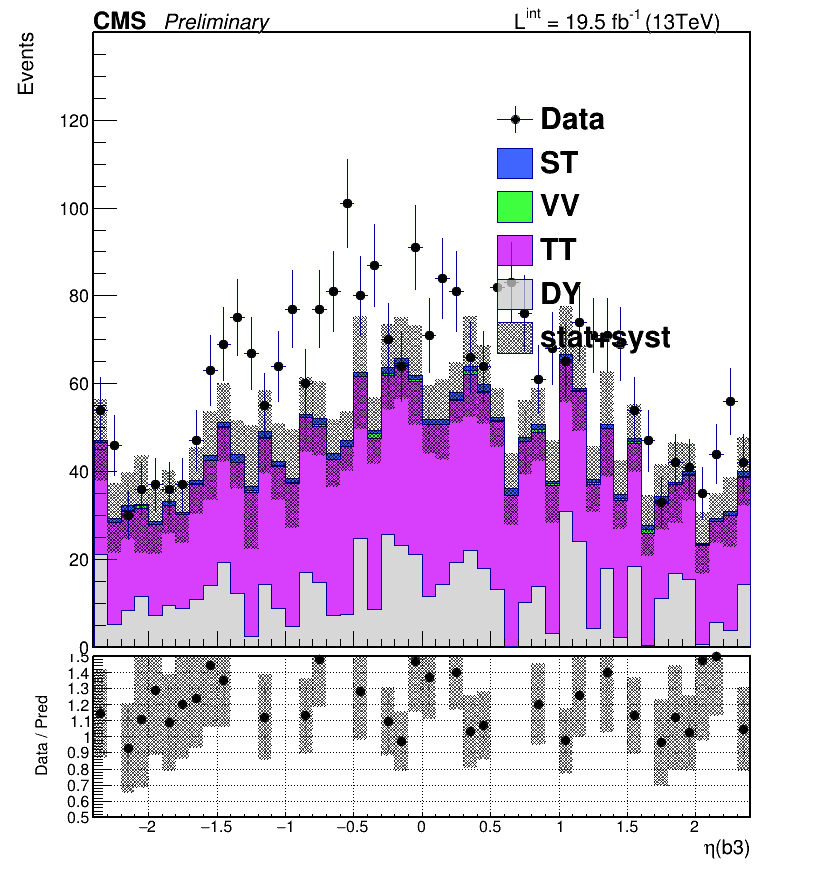 CMS Preliminary L^int = 19.5 fb⁻¹ (13TeV)
Events
120
100
80
60
40
20
0
Data
ST
VV
TT
DY
stat+syst
Data / Pred
1.5
1.4
1.3
1.2
1.1
1
0.9
0.8
0.7
0.6
0.5
−2 −1.5 −1 −0.5 0 0.5 1 1.5 2
η(b3)